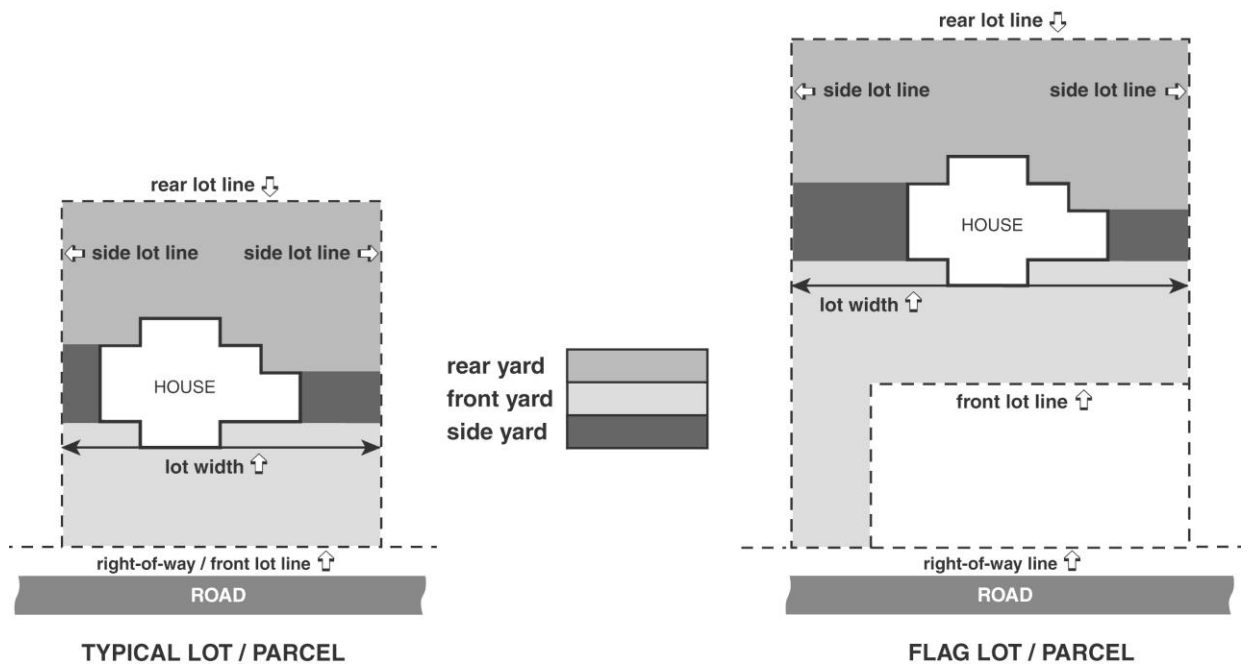 rear lot line
side lot line
side lot line
HOUSE
lot width
right-of-way / front lot line
ROAD
TYPICAL LOT / PARCEL
rear yard
front yard
side yard
rear lot line
side lot line
side lot line
HOUSE
lot width
front lot line
right-of-way line
ROAD
FLAG LOT / PARCEL